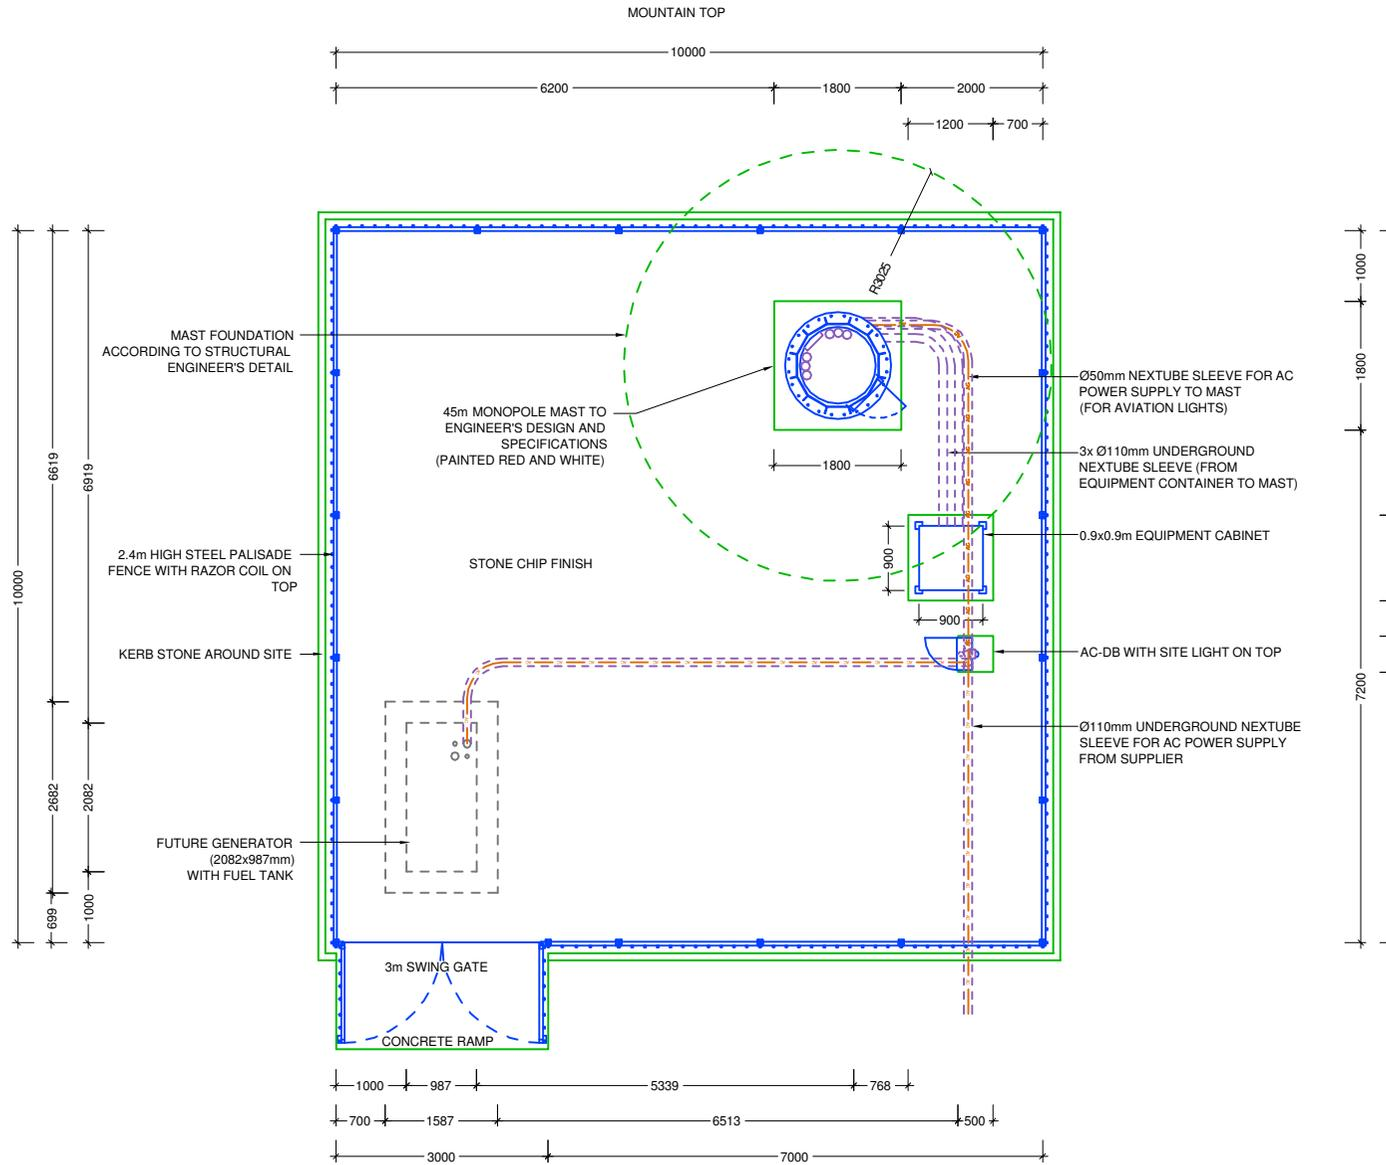 MOUNTAIN TOP
10000
6200
1800
2000
1200
700
R3025
1000
1800
7200
10000
6619
6919
2682
2082
699
1000
MAST FOUNDATION
ACCORDING TO STRUCTURAL
ENGINEER'S DETAIL
45m MONOPOLE MAST TO
ENGINEER'S DESIGN AND
SPECIFICATIONS
(PAINTED RED AND WHITE)
1800
Ø50mm NEXTUBE SLEEVE FOR AC
POWER SUPPLY TO MAST
(FOR AVIATION LIGHTS)
3x Ø110mm UNDERGROUND
NEXTUBE SLEEVE (FROM
EQUIPMENT CONTAINER TO MAST)
0.9x0.9m EQUIPMENT CABINET
900
900
2.4m HIGH STEEL PALISADE
FENCE WITH RAZOR COIL ON
TOP
STONE CHIP FINISH
KERB STONE AROUND SITE
AC-DB WITH SITE LIGHT ON TOP
Ø110mm UNDERGROUND NEXTUBE
SLEEVE FOR AC POWER SUPPLY
FROM SUPPLIER
FUTURE GENERATOR
(2082x987mm)
WITH FUEL TANK
3m SWING GATE
CONCRETE RAMP
1000
987
5339
768
700
1587
6513
500
3000
7000